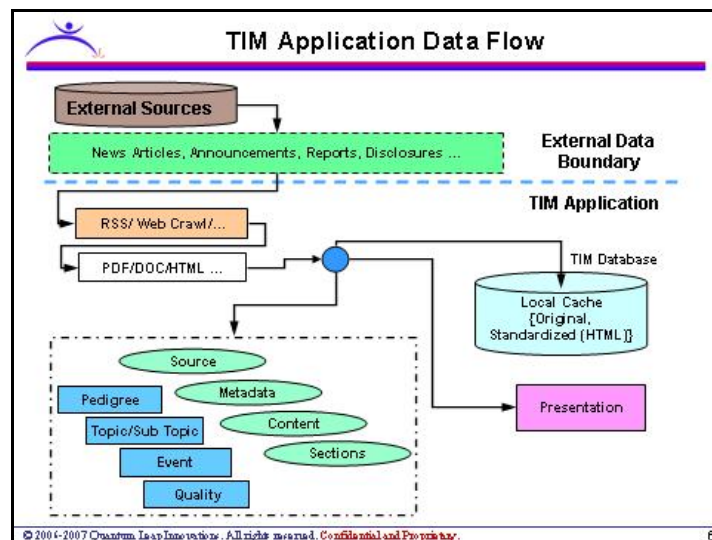 TIM Application Data Flow
External Sources
News Articles, Announcements, Reports, Disclosures ...
External Data
Boundary
TIM Application
RSS/ Web Crawl/...
PDF/DOC/HTML ...
TIM Database
Local Cache
{Original,
Standardized (HTML)}
Source
Metadata
Content
Sections
Pedigree
Topic/Sub Topic
Event
Quality
Presentation
© 2006-2007 Quantum Leap Innovations. All rights reserved. Confidential and Proprietary.
6